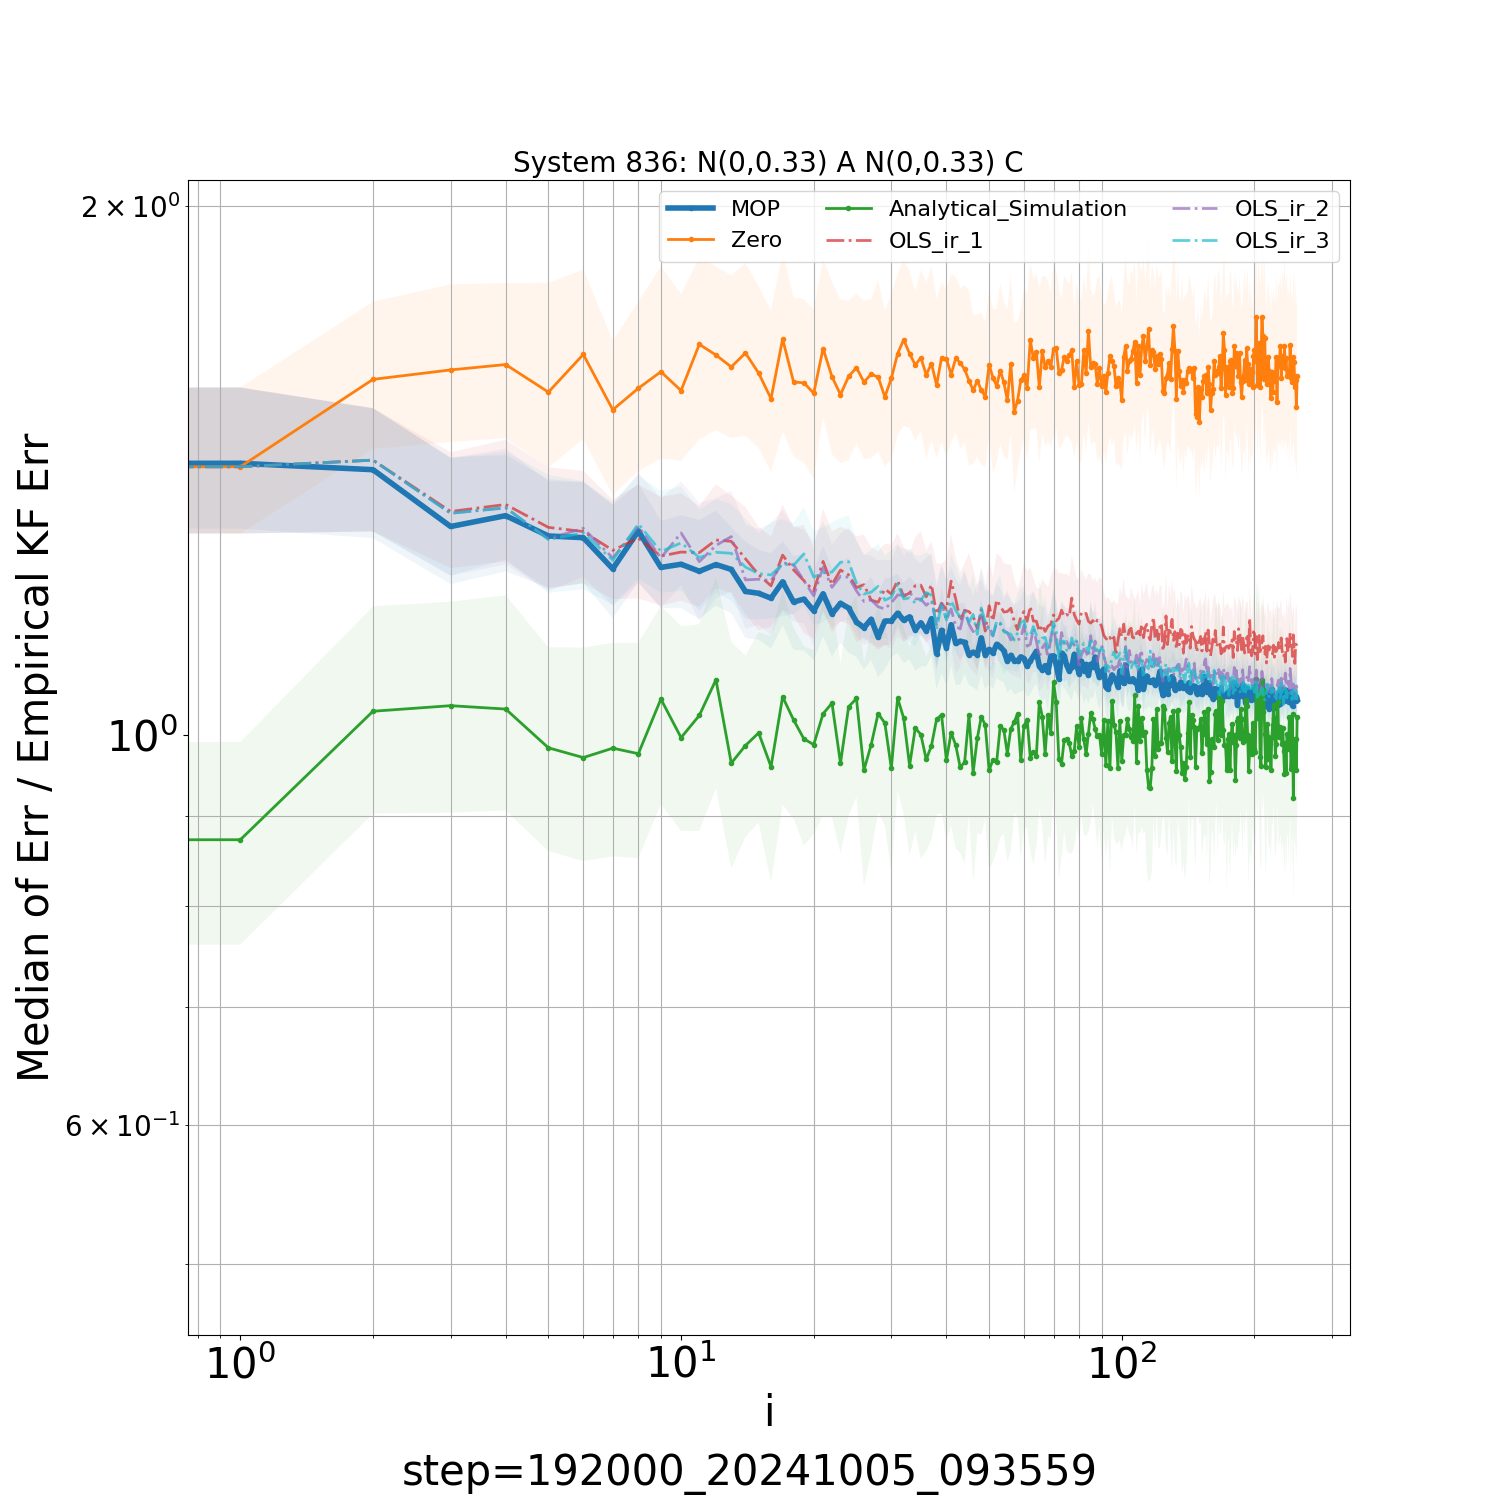 System 836: N(0,0.33) A N(0,0.33) C
MOP
Zero
Analytical_Simulation
OLS_ir_1
OLS_ir_2
OLS_ir_3
2 × 10⁰
10⁰
6 × 10⁻¹
Median of Err / Empirical KF Err
10⁰ 10¹ 10²
i
step=192000_20241005_093559